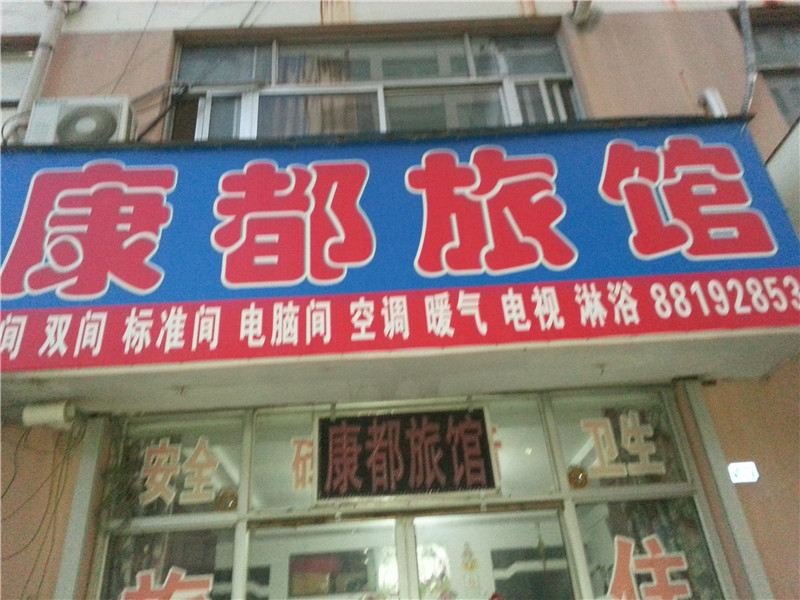 康都旅馆
间 双间 标准间 电脑间 空调 暖气 电视 淋浴 88192853
康都旅馆
安全 卫生
住